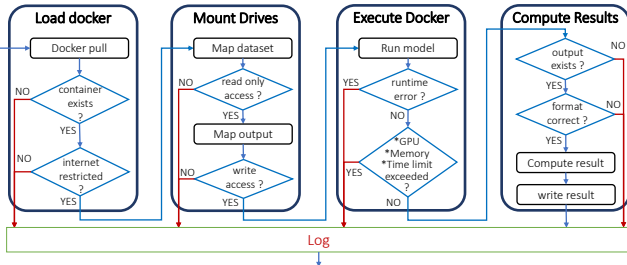 Load docker
Docker pull
container
exists
?
NO
YES
internet
restricted ?
NO
YES
Mount Drives
Map dataset
read only
access ?
NO
YES
Map output
write
access ?
NO
YES
Execute Docker
Run model
runtime
error ?
YES
NO
*GPU
*Memory
*Time limit
exceeded
?
YES
NO
Compute Results
output
exists ?
NO
YES
format
correct ?
NO
YES
Compute result
write result
Log